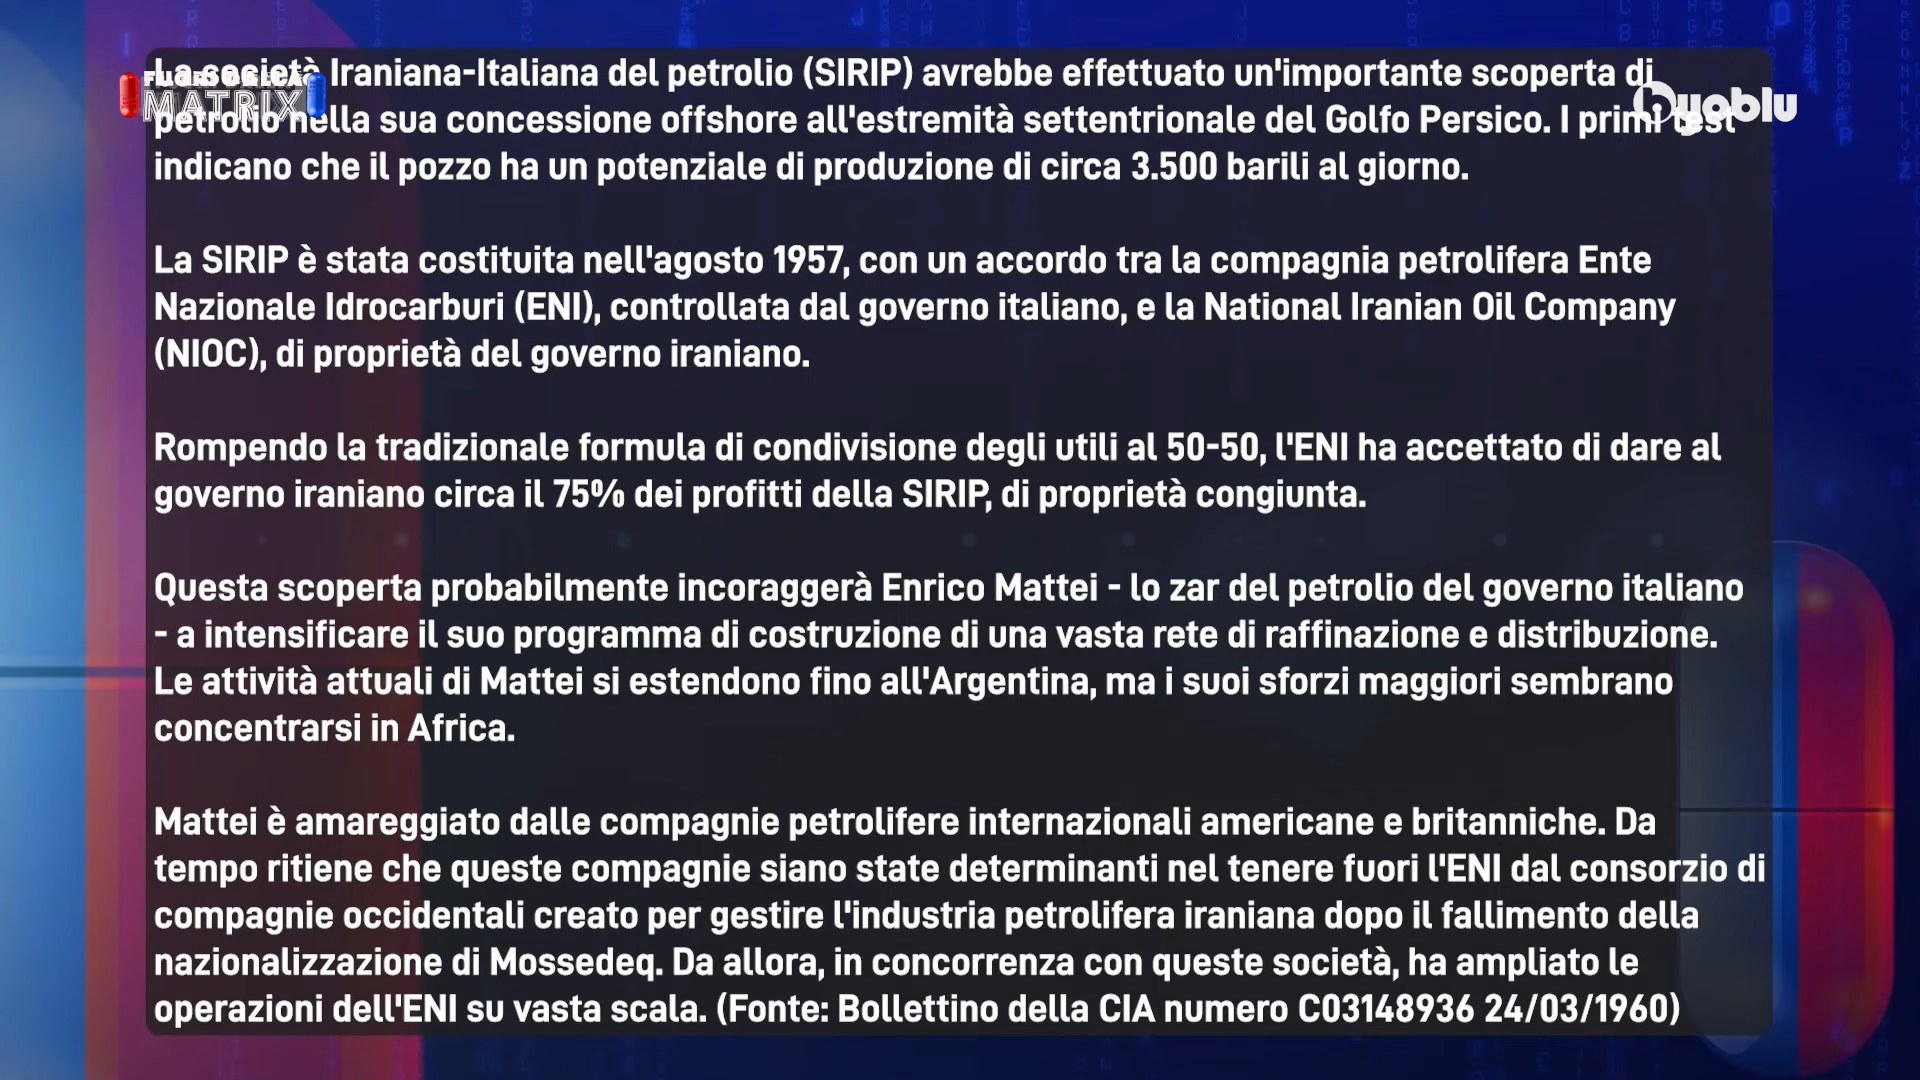 La società Iraniana-Italiana del petrolio (SIRIP) avrebbe effettuato un'importante scoperta di
petrolio nella sua concessione offshore all'estremità settentrionale del Golfo Persico. I primi test
indicano che il pozzo ha un potenziale di produzione di circa 3.500 barili al giorno.
La SIRIP è stata costituita nell'agosto 1957, con un accordo tra la compagnia petrolifera Ente
Nazionale Idrocarburi (ENI), controllata dal governo italiano, e la National Iranian Oil Company
(NIOC), di proprietà del governo iraniano.
Rompendo la tradizionale formula di condivisione degli utili al 50-50, l'ENI ha accettato di dare al
governo iraniano circa il 75% dei profitti della SIRIP, di proprietà congiunta.
Questa scoperta probabilmente incoraggerà Enrico Mattei - lo zar del petrolio del governo italiano
- a intensificare il suo programma di costruzione di una vasta rete di raffinazione e distribuzione.
Le attività attuali di Mattei si estendono fino all'Argentina, ma i suoi sforzi maggiori sembrano
concentrarsi in Africa.
Mattei è amareggiato dalle compagnie petrolifere internazionali americane e britanniche. Da
tempo ritiene che queste compagnie siano state determinanti nel tenere fuori l'ENI dal consorzio di
compagnie occidentali creato per gestire l'industria petrolifera iraniana dopo il fallimento della
nazionalizzazione di Mossedeq. Da allora, in concorrenza con queste società, ha ampliato le
operazioni dell'ENI su vasta scala. (Fonte: Bollettino della CIA numero C03148936 24/03/1960)
FUORI DALLA
MATRIX
byoblu